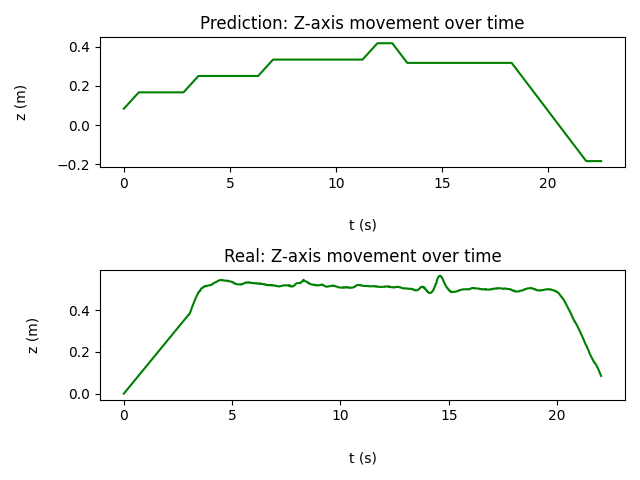 Prediction: Z-axis movement over time
z (m)
0.4
0.2
0.0
−0.2
0 5 10 15 20
t (s)
Real: Z-axis movement over time
z (m)
0.4
0.2
0.0
0 5 10 15 20
t (s)